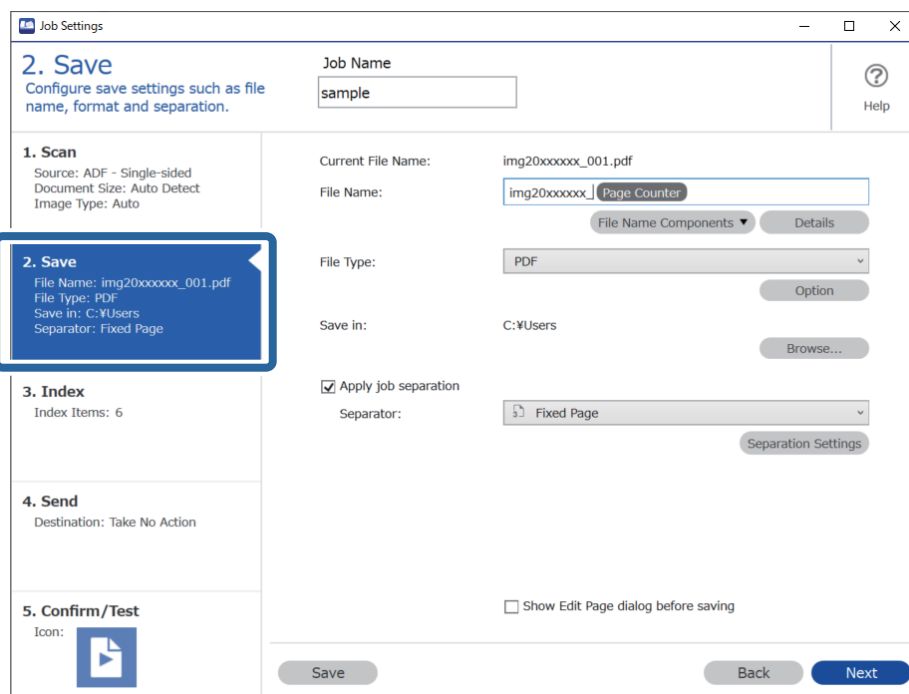 Job Settings
2. Save
Configure save settings such as file
name, format and separation.
Job Name
sample
Help
1. Scan
Source: ADF - Single-sided
Document Size: Auto Detect
Image Type: Auto
2. Save
File Name: img20xxxxxx_001.pdf
File Type: PDF
Save in: C:¥Users
Separator: Fixed Page
3. Index
Index Items: 6
4. Send
Destination: Take No Action
5. Confirm/Test
Icon:
Current File Name: img20xxxxxx_001.pdf
File Name: img20xxxxxx_ Page Counter
File Name Components ▼ Details
File Type: PDF
Option
Save in: C:¥Users
Browse...
Apply job separation
Separator: Fixed Page
Separation Settings
Show Edit Page dialog before saving
Save Back Next